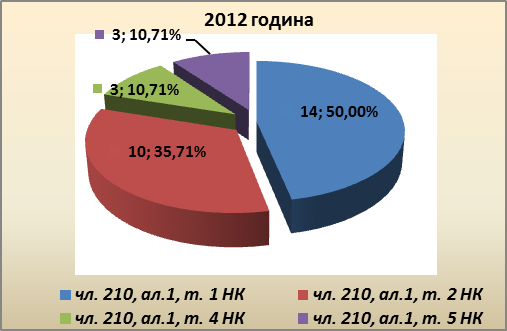 2012 година
3; 10,71%
3; 10,71%
14; 50,00%
10; 35,71%
чл. 210, ал.1, т. 1 НК
чл. 210, ал.1, т. 2 НК
чл. 210, ал.1, т. 4 НК
чл. 210, ал.1, т. 5 НК